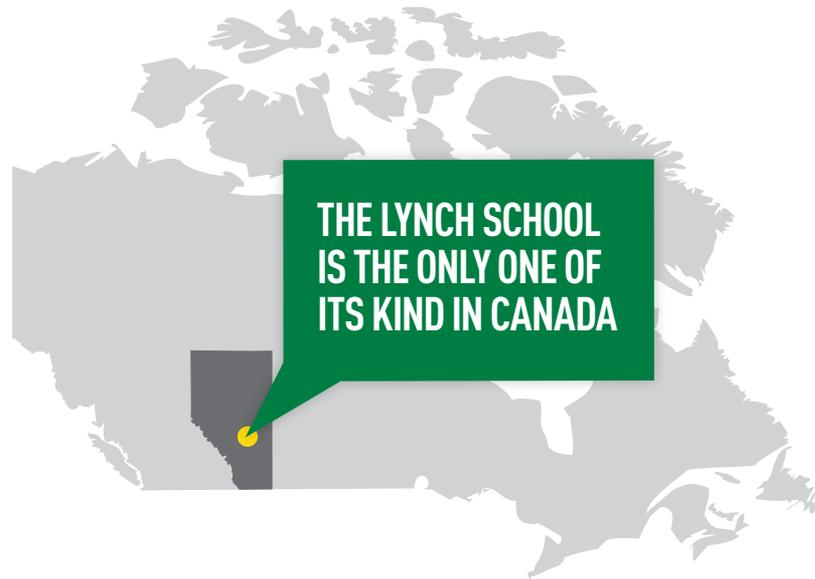 THE LYNCH SCHOOL
IS THE ONLY ONE OF
ITS KIND IN CANADA